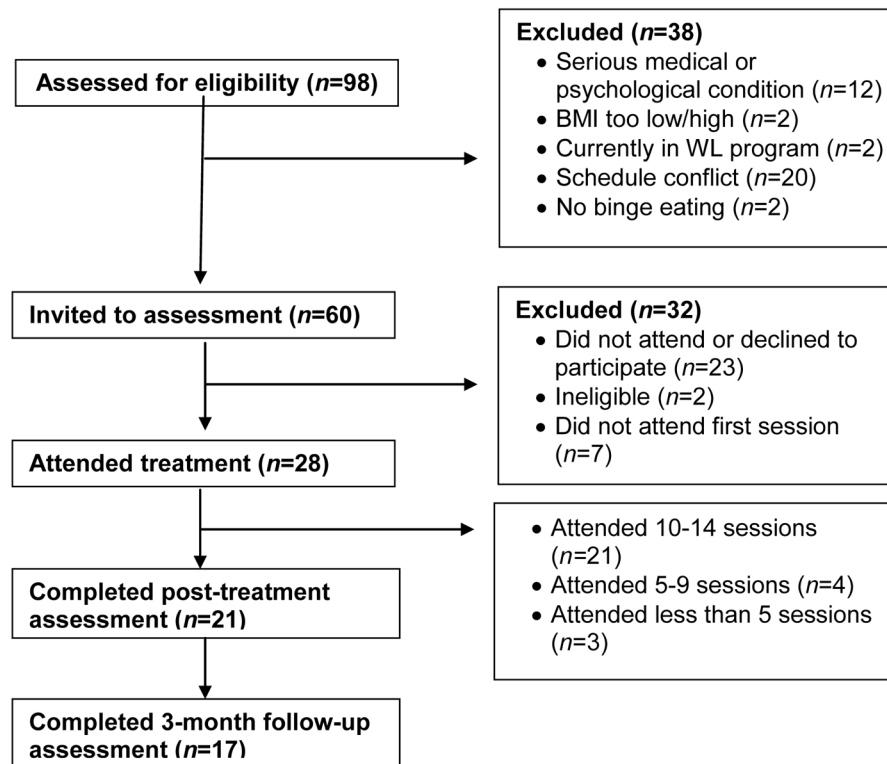 Assessed for eligibility (n=98)
Excluded (n=38)
• Serious medical or
psychological condition (n=12)
• BMI too low/high (n=2)
• Currently in WL program (n=2)
• Schedule conflict (n=20)
• No binge eating (n=2)
Invited to assessment (n=60)
Excluded (n=32)
• Did not attend or declined to
participate (n=23)
• Ineligible (n=2)
• Did not attend first session
(n=7)
Attended treatment (n=28)
• Attended 10-14 sessions
(n=21)
• Attended 5-9 sessions (n=4)
• Attended less than 5 sessions
(n=3)
Completed post-treatment
assessment (n=21)
Completed 3-month follow-up
assessment (n=17)